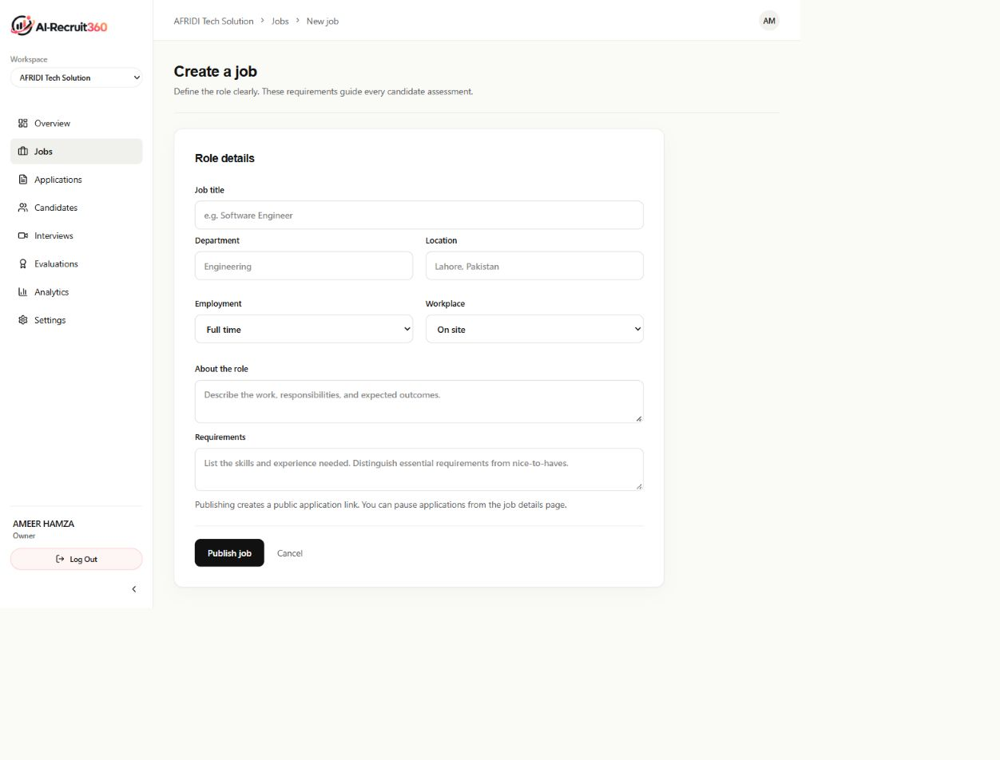 AI-Recruit360
AFRIDI Tech Solution > Jobs > New job
AM
Workspace
AFRIDI Tech Solution
Overview
Jobs
Applications
Candidates
Interviews
Evaluations
Analytics
Settings
AMEER HAMZA
Owner
Log Out
Create a job
Define the role clearly. These requirements guide every candidate assessment.
Role details
Job title
e.g. Software Engineer
Department
Location
Engineering
Lahore, Pakistan
Employment
Workplace
Full time
On site
About the role
Describe the work, responsibilities, and expected outcomes.
Requirements
List the skills and experience needed. Distinguish essential requirements from nice-to-haves.
Publishing creates a public application link. You can pause applications from the job details page.
Publish job
Cancel